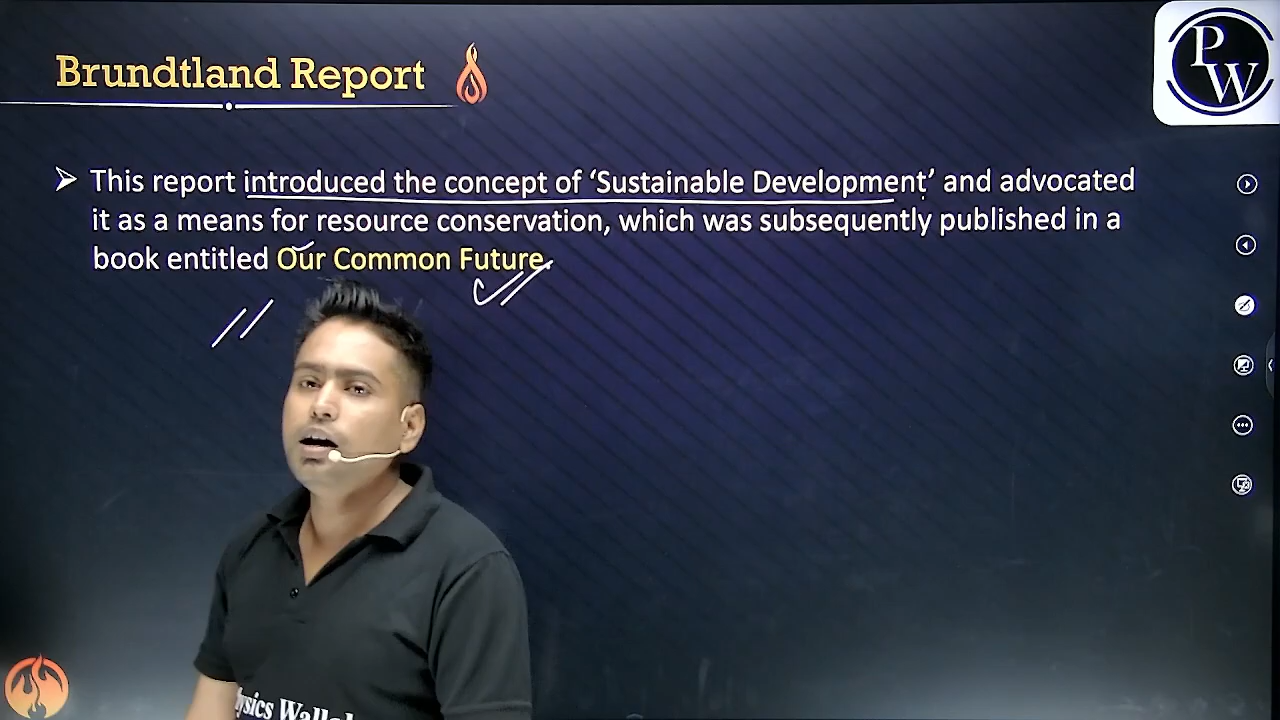 Brundtland Report
PW
➤ This report introduced the concept of ‘Sustainable Development’ and advocated
it as a means for resource conservation, which was subsequently published in a
book entitled Our Common Future.